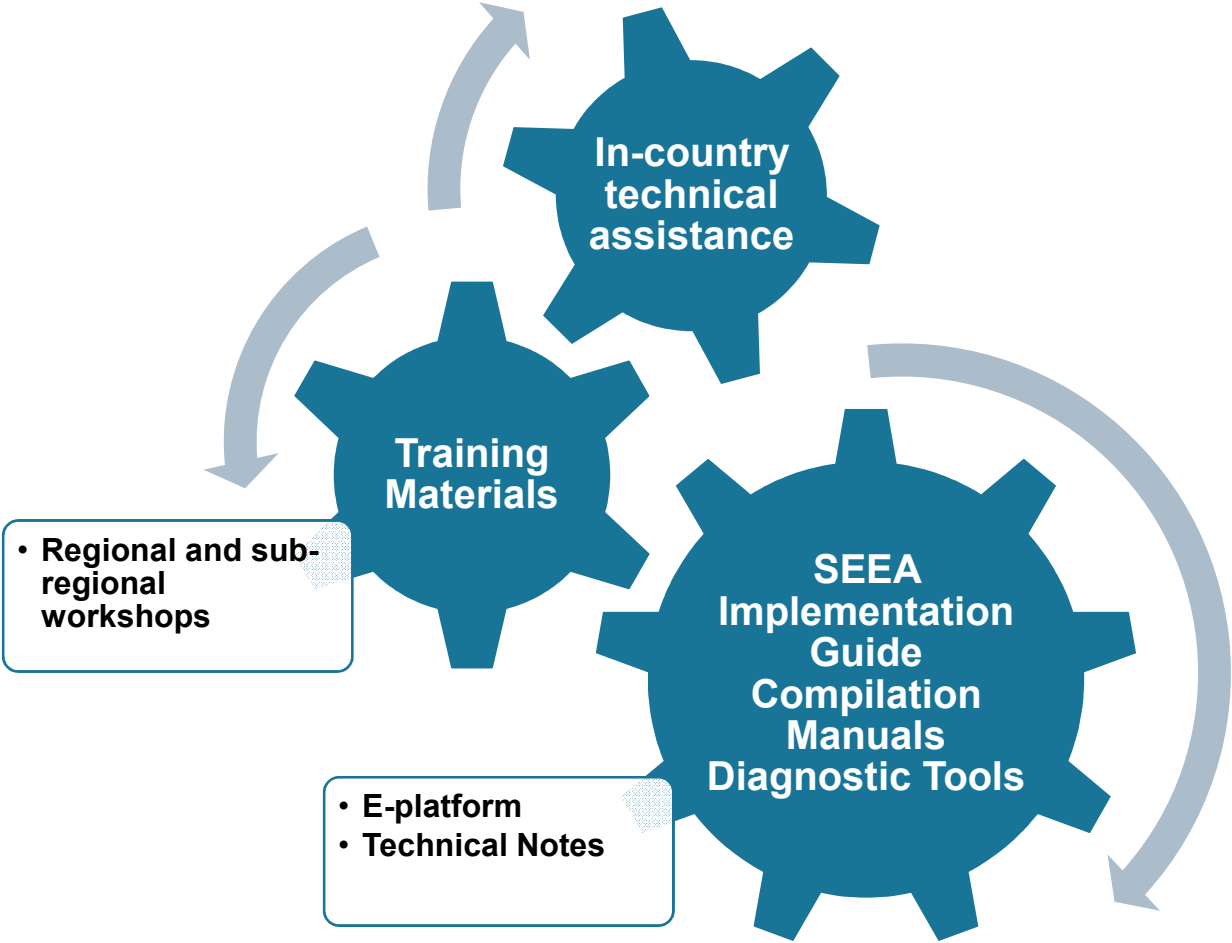 In-country
technical
assistance
Training
Materials
• Regional and sub-
regional
workshops
SEEA
Implementation
Guide
Compilation
Manuals
Diagnostic Tools
• E-platform
• Technical Notes